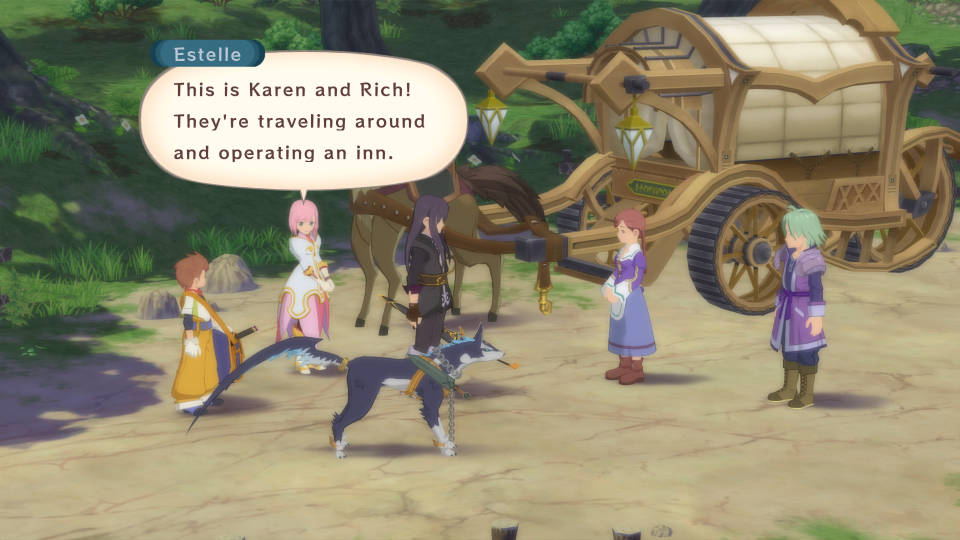 Estelle
This is Karen and Rich!
They're traveling around
and operating an inn.